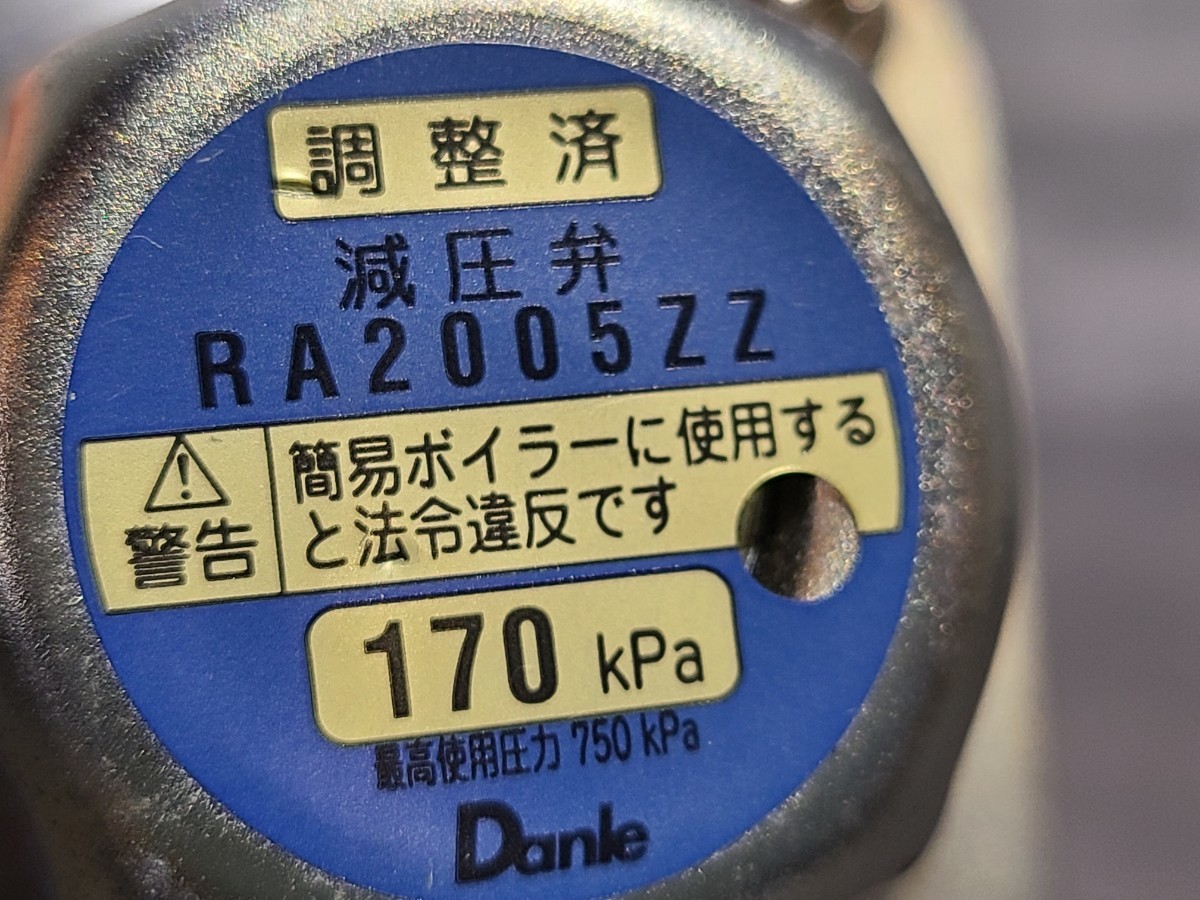 調整済
減圧弁
RA2005ZZ
警告
簡易ボイラーに使用する
と法令違反です
170 kPa
最高使用圧力 750 kPa
Danle